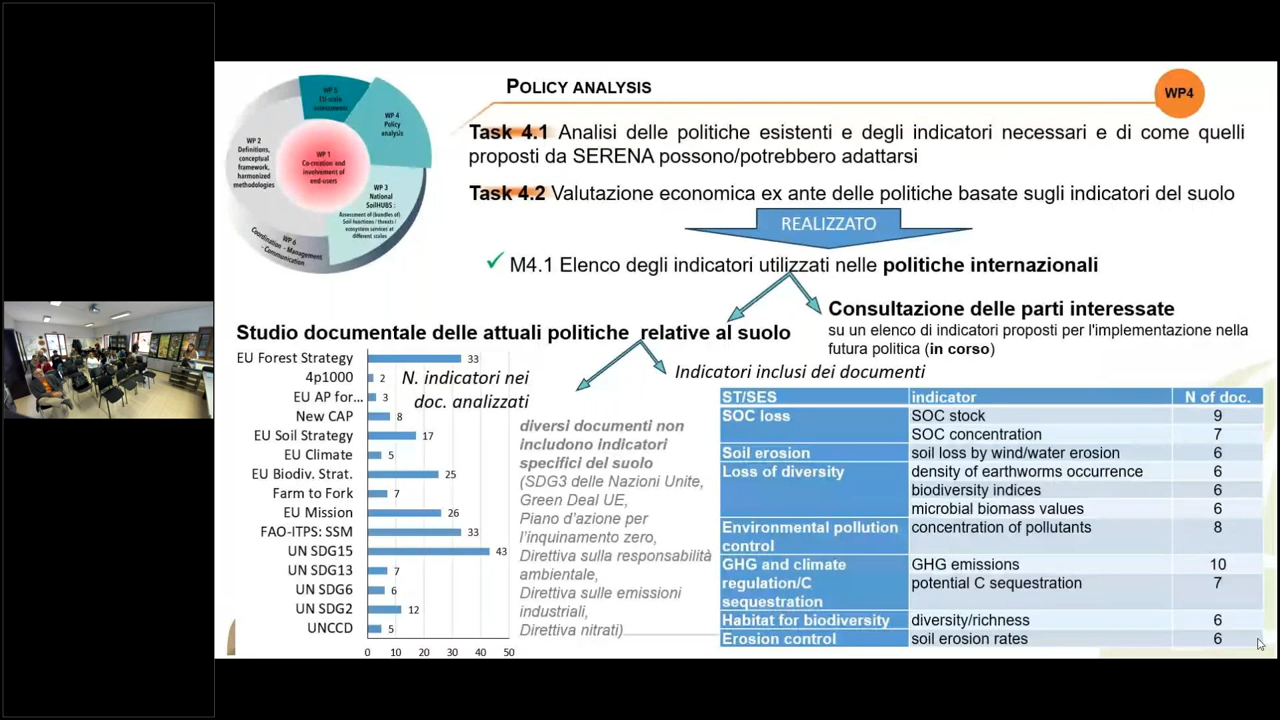 POLICY ANALYSIS
WP4
WP 5
EU-scale
assessments
WP 4
Policy
analysis
WP 2
Definitions,
conceptual
framework,
harmonized
methodologies
WP 1
Co-creation and
involvement of
end-users
WP 3
National
SoilHUBS :
Assessment of (bundles of)
Soil functions / threats /
ecosystem services at
different scales
WP 6
Coordination - Management
- Communication
Task 4.1 Analisi delle politiche esistenti e degli indicatori necessari e di come quelli
proposti da SERENA possono/potrebbero adattarsi
Task 4.2 Valutazione economica ex ante delle politiche basate sugli indicatori del suolo
REALIZZATO
✓ M4.1 Elenco degli indicatori utilizzati nelle politiche internazionali
Consultazione delle parti interessate
su un elenco di indicatori proposti per l'implementazione nella
futura politica (in corso)
Studio documentale delle attuali politiche relative al suolo
Indicatori inclusi dei documenti
N. indicatori nei
doc. analizzati
EU Forest Strategy 33
4p1000 2
EU AP for... 3
New CAP 8
EU Soil Strategy 17
EU Climate 5
EU Biodiv. Strat. 25
Farm to Fork 7
EU Mission 26
FAO-ITPS: SSM 33
UN SDG15 43
UN SDG13 7
UN SDG6 6
UN SDG2 12
UNCCD 5
0 10 20 30 40 50
diversi documenti non
includono indicatori
specifici del suolo
(SDG3 delle Nazioni Unite,
Green Deal UE,
Piano d'azione per
l'inquinamento zero,
Direttiva sulla responsabilità
ambientale,
Direttiva sulle emissioni
industriali,
Direttiva nitrati)
ST/SES indicator N of doc.
SOC loss SOC stock 9
SOC concentration 7
Soil erosion soil loss by wind/water erosion 6
Loss of diversity density of earthworms occurrence 6
biodiversity indices 6
microbial biomass values 6
Environmental pollution concentration of pollutants 8
control
GHG and climate GHG emissions 10
regulation/C potential C sequestration 7
sequestration
Habitat for biodiversity diversity/richness 6
Erosion control soil erosion rates 6